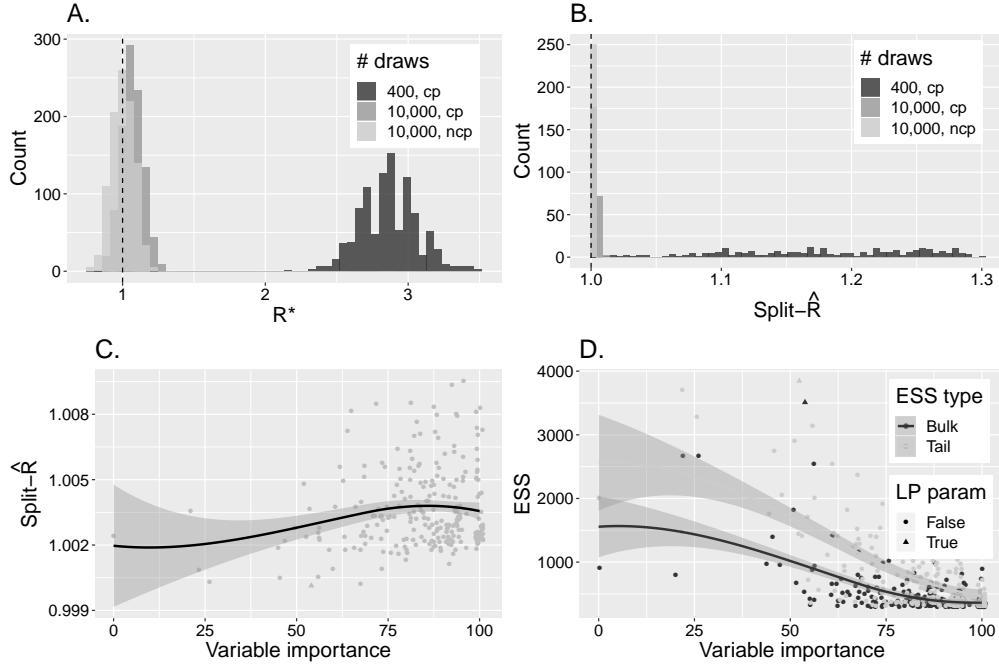 A.
300
200
100
0
Count
1
2
3
R*
# draws
400, cp
10,000, cp
10,000, ncp
B.
250
200
150
100
50
0
Count
1.0
1.1
1.2
1.3
Split−R̂
# draws
400, cp
10,000, cp
10,000, ncp
C.
1.008
1.005
1.002
0.999
Split−R̂
0
25
50
75
100
Variable importance
D.
4000
3000
2000
1000
ESS
0
25
50
75
100
Variable importance
ESS type
Bulk
Tail
LP param
False
True